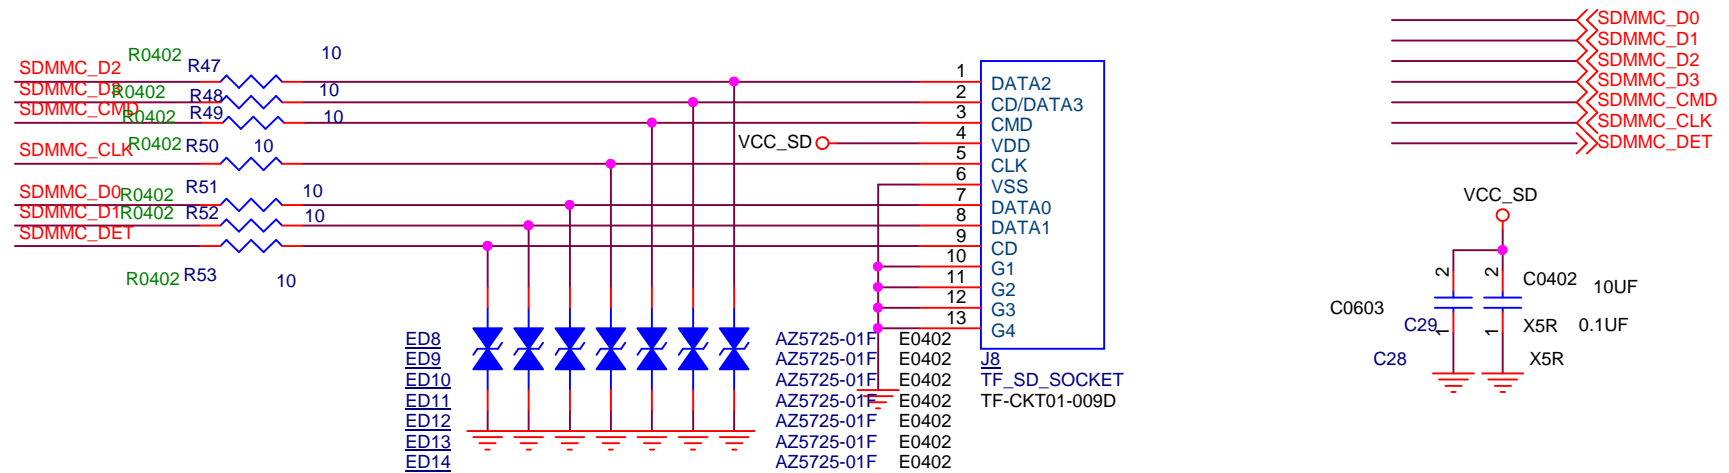 SDMMC_D2 R0402 R47 10
SDMMC_D3 R0402 R48 10
SDMMC_CMD R0402 R49 10
SDMMC_CLK R0402 R50 10
SDMMC_D0 R0402 R51 10
SDMMC_D1 R0402 R52 10
SDMMC_DET
R0402 R53 10
VCC_SD
1 DATA2
2 CD/DATA3
3 CMD
4 VDD
5 CLK
6 VSS
7 DATA0
8 DATA1
9 CD
10 G1
11 G2
12 G3
13 G4
J8
TF_SD_SOCKET
TF-CKT01-009D
ED8 AZ5725-01F E0402
ED9 AZ5725-01F E0402
ED10 AZ5725-01F E0402
ED11 AZ5725-01F E0402
ED12 AZ5725-01F E0402
ED13 AZ5725-01F E0402
ED14 AZ5725-01F E0402
SDMMC_D0
SDMMC_D1
SDMMC_D2
SDMMC_D3
SDMMC_CMD
SDMMC_CLK
SDMMC_DET
VCC_SD
2 2 C0402 10UF
C0603
C29 1 1 X5R 0.1UF
C28 X5R